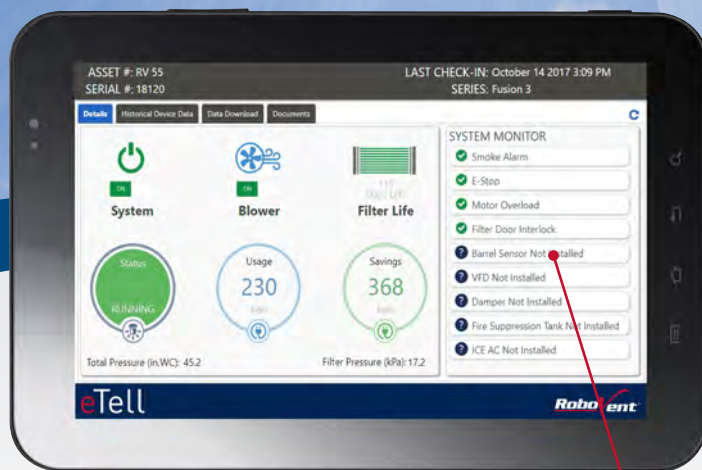 ASSET #: RV 55
SERIAL #: 18120
LAST CHECK-IN: October 14 2017 3:09 PM
SERIES: Fusion 3
Details
Historical Device Data
Data Download
Documents
System
ON
Blower
ON
Filter Life
Status
RUNNING
Usage
230
Savings
368
Total Pressure (in.WC): 45.2
Filter Pressure (kPa): 17.2
SYSTEM MONITOR
Smoke Alarm
E-Stop
Motor Overload
Filter Door Interlock
Barrel Sensor Not Installed
VFD Not Installed
Damper Not Installed
Fire Suppression Tank Not Installed
ICE AC Not Installed
eTell
RoboVent